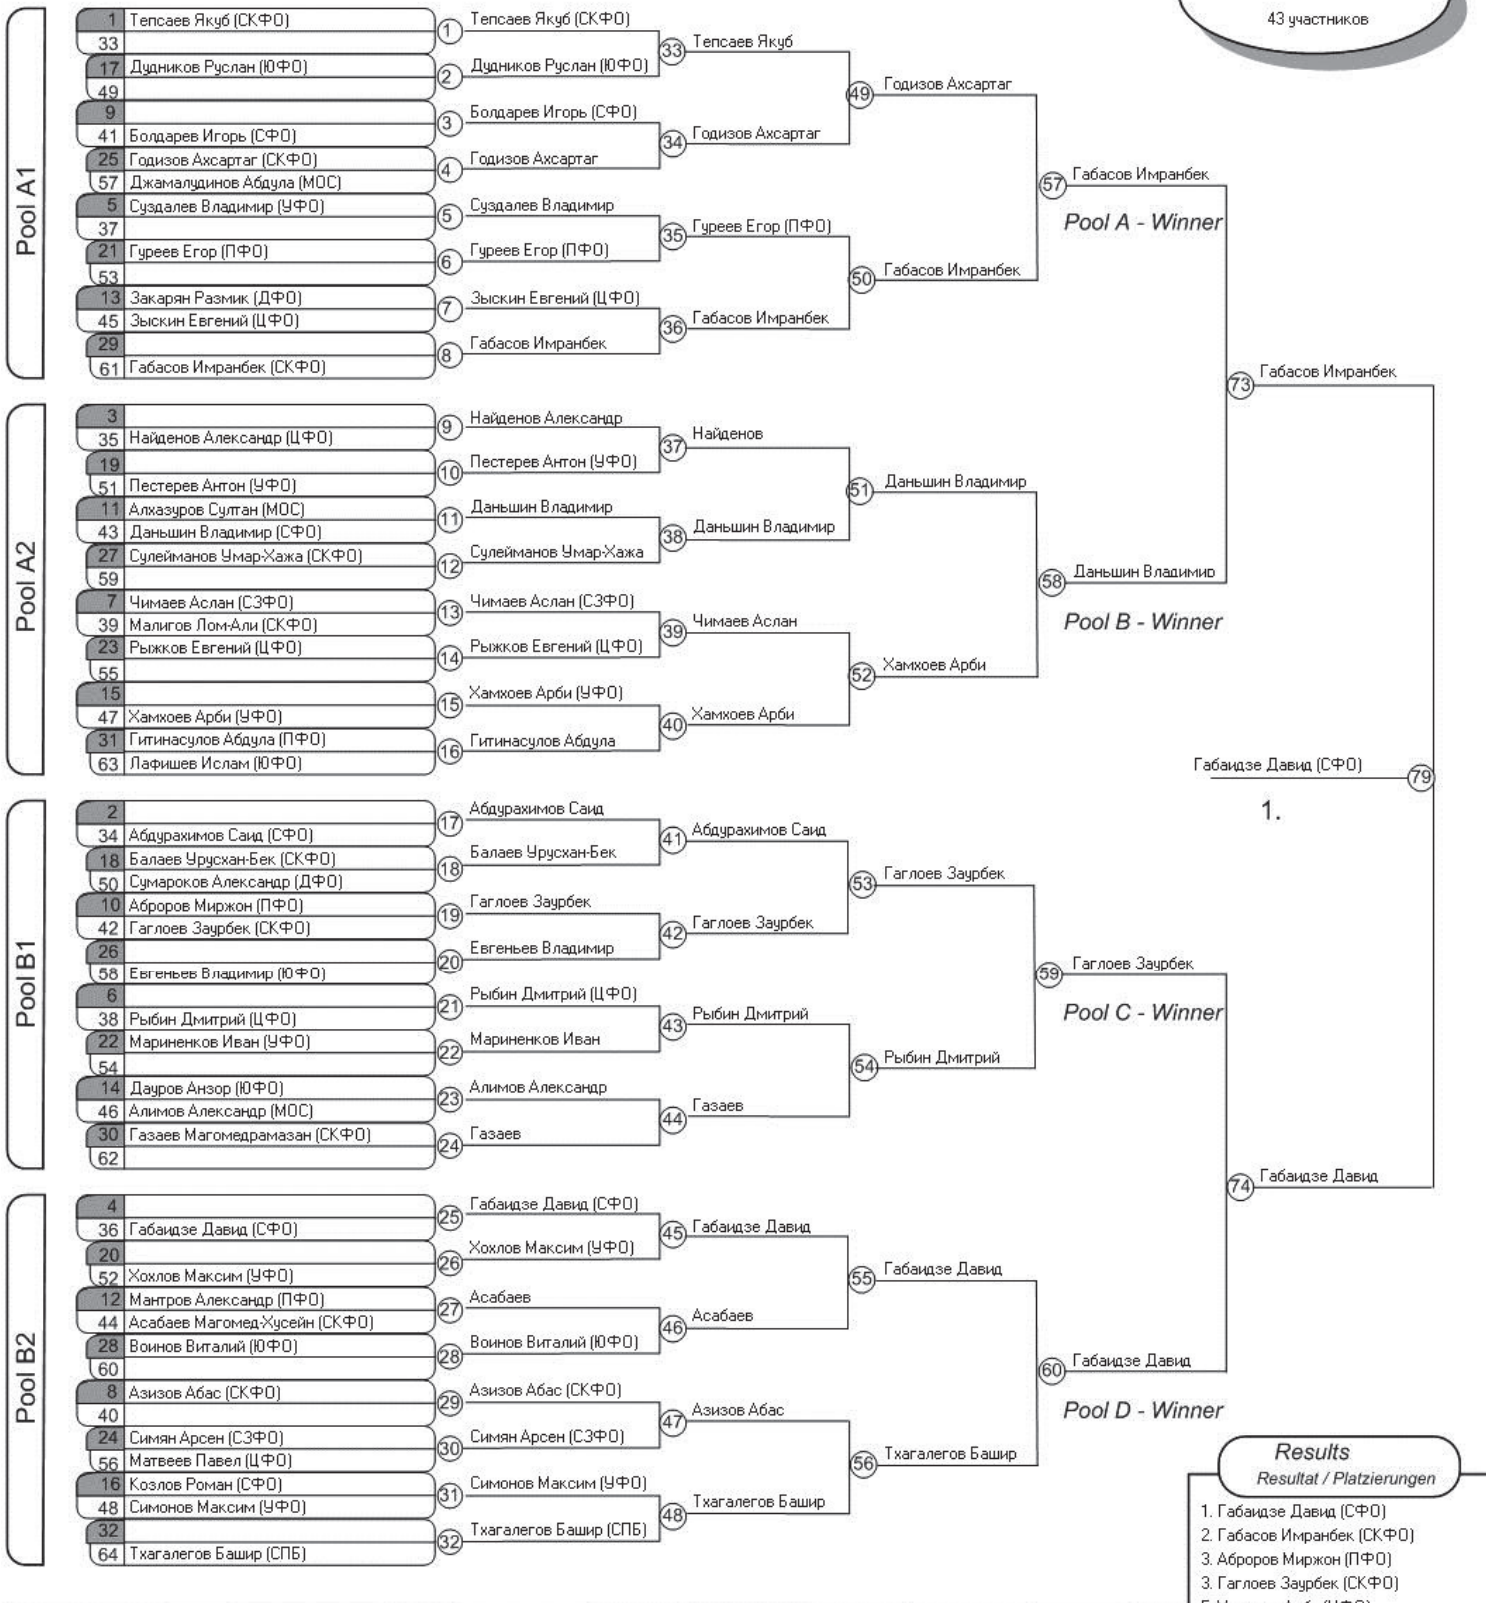 43 участников
Pool A1
1 Тепсаев Якуб (СКФО)
33
17 Дудников Руслан (ЮФО)
49
9
41 Болдарев Игорь (СФО)
25 Годизов Ахсартаг (СКФО)
57 Джамалудинов Абдула (МОС)
5 Суздалев Владимир (УФО)
37
21 Гуреев Егор (ПФО)
53
13 Закарян Размик (ДФО)
45 Зыскин Евгений (ЦФО)
29
61 Габасов Имранбек (СКФО)
1 Тепсаев Якуб (СКФО)
2 Дудников Руслан (ЮФО)
3 Болдарев Игорь (СФО)
4 Годизов Ахсартаг
5 Суздалев Владимир
6 Гуреев Егор (ПФО)
7 Зыскин Евгений (ЦФО)
8 Габасов Имранбек
33 Тепсаев Якуб
34 Годизов Ахсартаг
35 Гуреев Егор (ПФО)
36 Габасов Имранбек
49 Годизов Ахсартаг
50 Габасов Имранбек
57 Габасов Имранбек
Pool A - Winner
Pool A2
3
35 Найденов Александр (ЦФО)
19
51 Пестерев Антон (УФО)
11 Алхазуров Султан (МОС)
43 Даньшин Владимир (СФО)
27 Сулейманов Умар-Хажа (СКФО)
59
7 Чимаев Аслан (СЗФО)
39 Малигов Лом-Али (СКФО)
23 Рыжков Евгений (ЦФО)
55
15
47 Хамхоев Арби (УФО)
31 Гитинасулов Абдула (ПФО)
63 Лафишев Ислам (ЮФО)
9 Найденов Александр
10 Пестерев Антон (УФО)
11 Даньшин Владимир
12 Сулейманов Умар-Хажа
13 Чимаев Аслан (СЗФО)
14 Рыжков Евгений (ЦФО)
15 Хамхоев Арби (УФО)
16 Гитинасулов Абдула
37 Найденов
38 Даньшин Владимир
39 Чимаев Аслан
40 Хамхоев Арби
51 Даньшин Владимир
52 Хамхоев Арби
58 Даньшин Владимир
Pool B - Winner
73 Габасов Имранбек
Габаидзе Давид (СФО) 79
1.
Pool B1
2
34 Абдурахимов Саид (СФО)
18 Балаев Урусхан-Бек (СКФО)
50 Сумароков Александр (ДФО)
10 Аброров Миржон (ПФО)
42 Гаглоев Заурбек (СКФО)
26
58 Евгеньев Владимир (ЮФО)
6
38 Рыбин Дмитрий (ЦФО)
22 Мариненков Иван (УФО)
54
14 Дауров Анзор (ЮФО)
46 Алимов Александр (МОС)
30 Газаев Магомедрамазан (СКФО)
62
17 Абдурахимов Саид
18 Балаев Урусхан-Бек
19 Гаглоев Заурбек
20 Евгеньев Владимир
21 Рыбин Дмитрий (ЦФО)
22 Мариненков Иван
23 Алимов Александр
24 Газаев
41 Абдурахимов Саид
42 Гаглоев Заурбек
43 Рыбин Дмитрий
44 Газаев
53 Гаглоев Заурбек
54 Рыбин Дмитрий
59 Гаглоев Заурбек
Pool C - Winner
Pool B2
4
36 Габаидзе Давид (СФО)
20
52 Хохлов Максим (УФО)
12 Мантров Александр (ПФО)
44 Асабаев Магомед-Хусейн (СКФО)
28 Воинов Виталий (ЮФО)
60
8 Азизов Абас (СКФО)
40
24 Симян Арсен (СЗФО)
56 Матвеев Павел (ЦФО)
16 Козлов Роман (СФО)
48 Симонов Максим (УФО)
32
64 Тхагалегов Башир (СПБ)
25 Габаидзе Давид (СФО)
26 Хохлов Максим (УФО)
27 Асабаев
28 Воинов Виталий (ЮФО)
29 Азизов Абас (СКФО)
30 Симян Арсен (СЗФО)
31 Симонов Максим (УФО)
32 Тхагалегов Башир (СПБ)
45 Габаидзе Давид
46 Асабаев
47 Азизов Абас
48 Тхагалегов Башир
55 Габаидзе Давид
56 Тхагалегов Башир
60 Габаидзе Давид
Pool D - Winner
74 Габаидзе Давид
Results
Resultat / Platzierungen
1. Габаидзе Давид (СФО)
2. Габасов Имранбек (СКФО)
3. Аброров Миржон (ПФО)
3. Гаглоев Заурбек (СКФО)